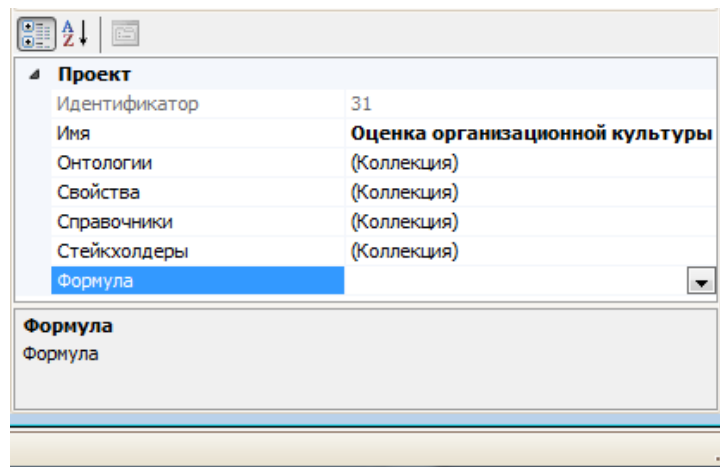 Проект
Идентификатор 31
Имя Оценка организационной культуры
Онтологии (Коллекция)
Свойства (Коллекция)
Справочники (Коллекция)
Стейкхолдеры (Коллекция)
Формула
Формула
Формула